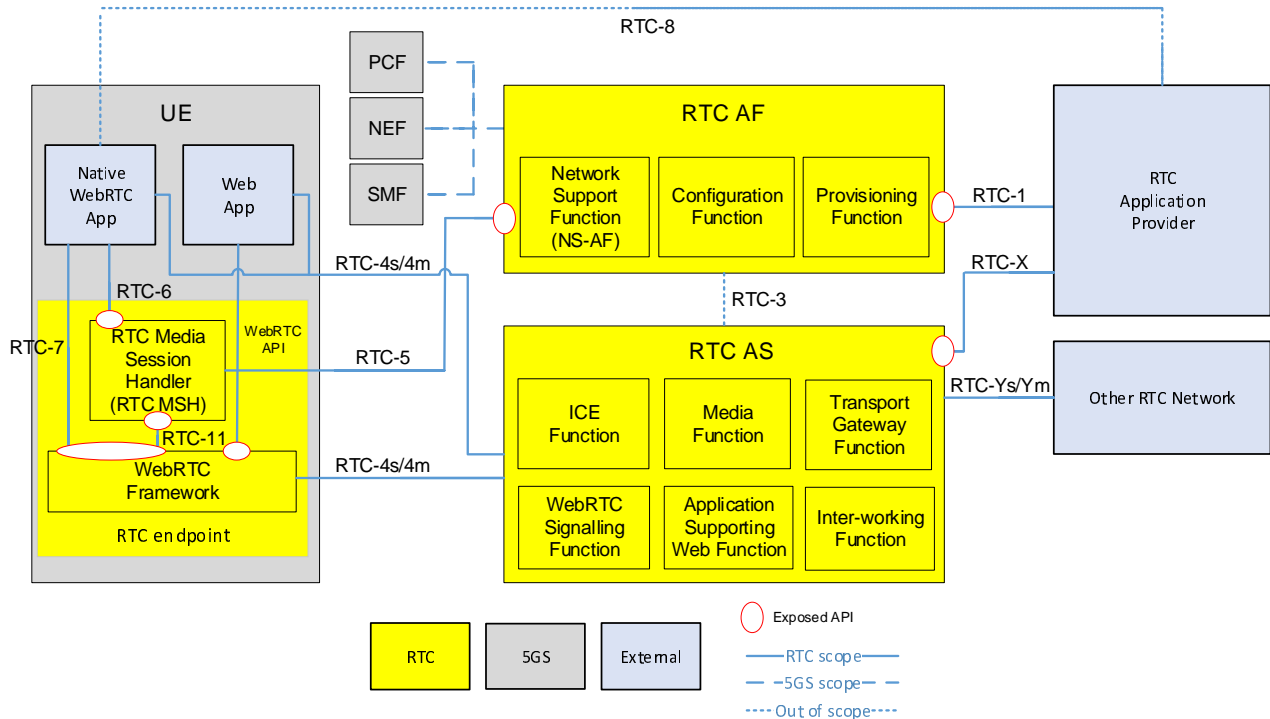 RTC-8
PCF
NEF
SMF
UE
Native
WebRTC
App
Web
App
RTC AF
Network
Support
Function
(NS-AF)
Configuration
Function
Provisioning
Function
RTC-1
RTC
Application
Provider
RTC-X
RTC-4s/4m
RTC-3
RTC-6
RTC-7
WebRTC
API
RTC Media
Session
Handler
(RTC MSH)
RTC-5
RTC-11
WebRTC
Framework
RTC endpoint
RTC-4s/4m
RTC AS
ICE
Function
Media
Function
Transport
Gateway
Function
WebRTC
Signalling
Function
Application
Supporting
Web Function
Inter-working
Function
RTC-Ys/Ym
Other RTC Network
RTC
5GS
External
Exposed API
RTC scope
5GS scope
Out of scope